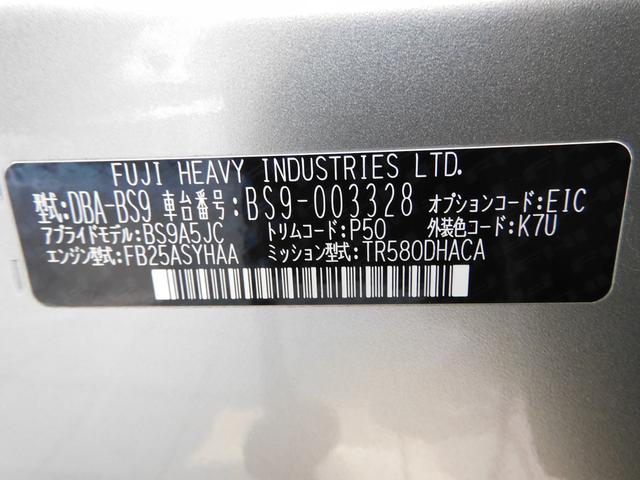 FUJI HEAVY INDUSTRIES LTD.
型式:DBA-BS9 車台番号:BS9-003328 オプションコード:EIC
アプライドモデル:BS9A5JC トリムコード:P50 外装色コード:K7U
エンジン型式:FB25ASYHAA ミッション型式:TR580DHACA